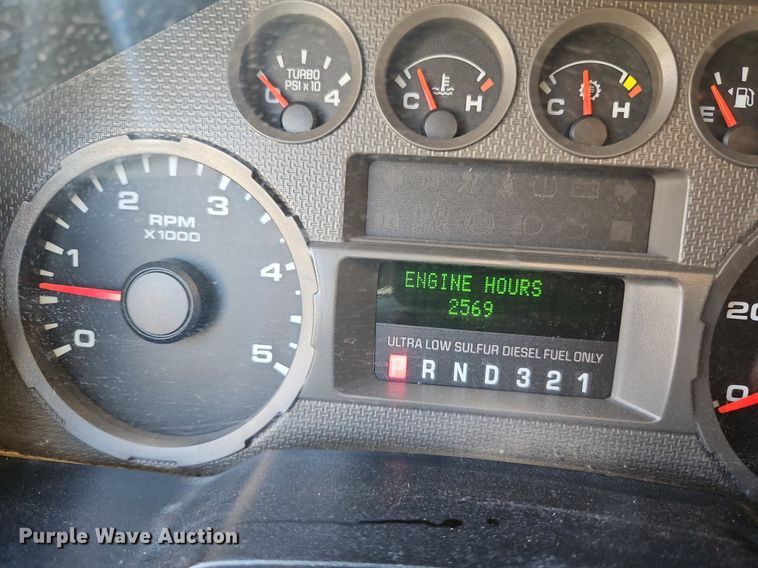 TURBO
PSI x 10
0 4
C H
C H
E
2 3
RPM
X1000
1 4
0 5
ENGINE HOURS
2569
ULTRA LOW SULFUR DIESEL FUEL ONLY
P R N D 3 2 1
20
0
Purple Wave Auction